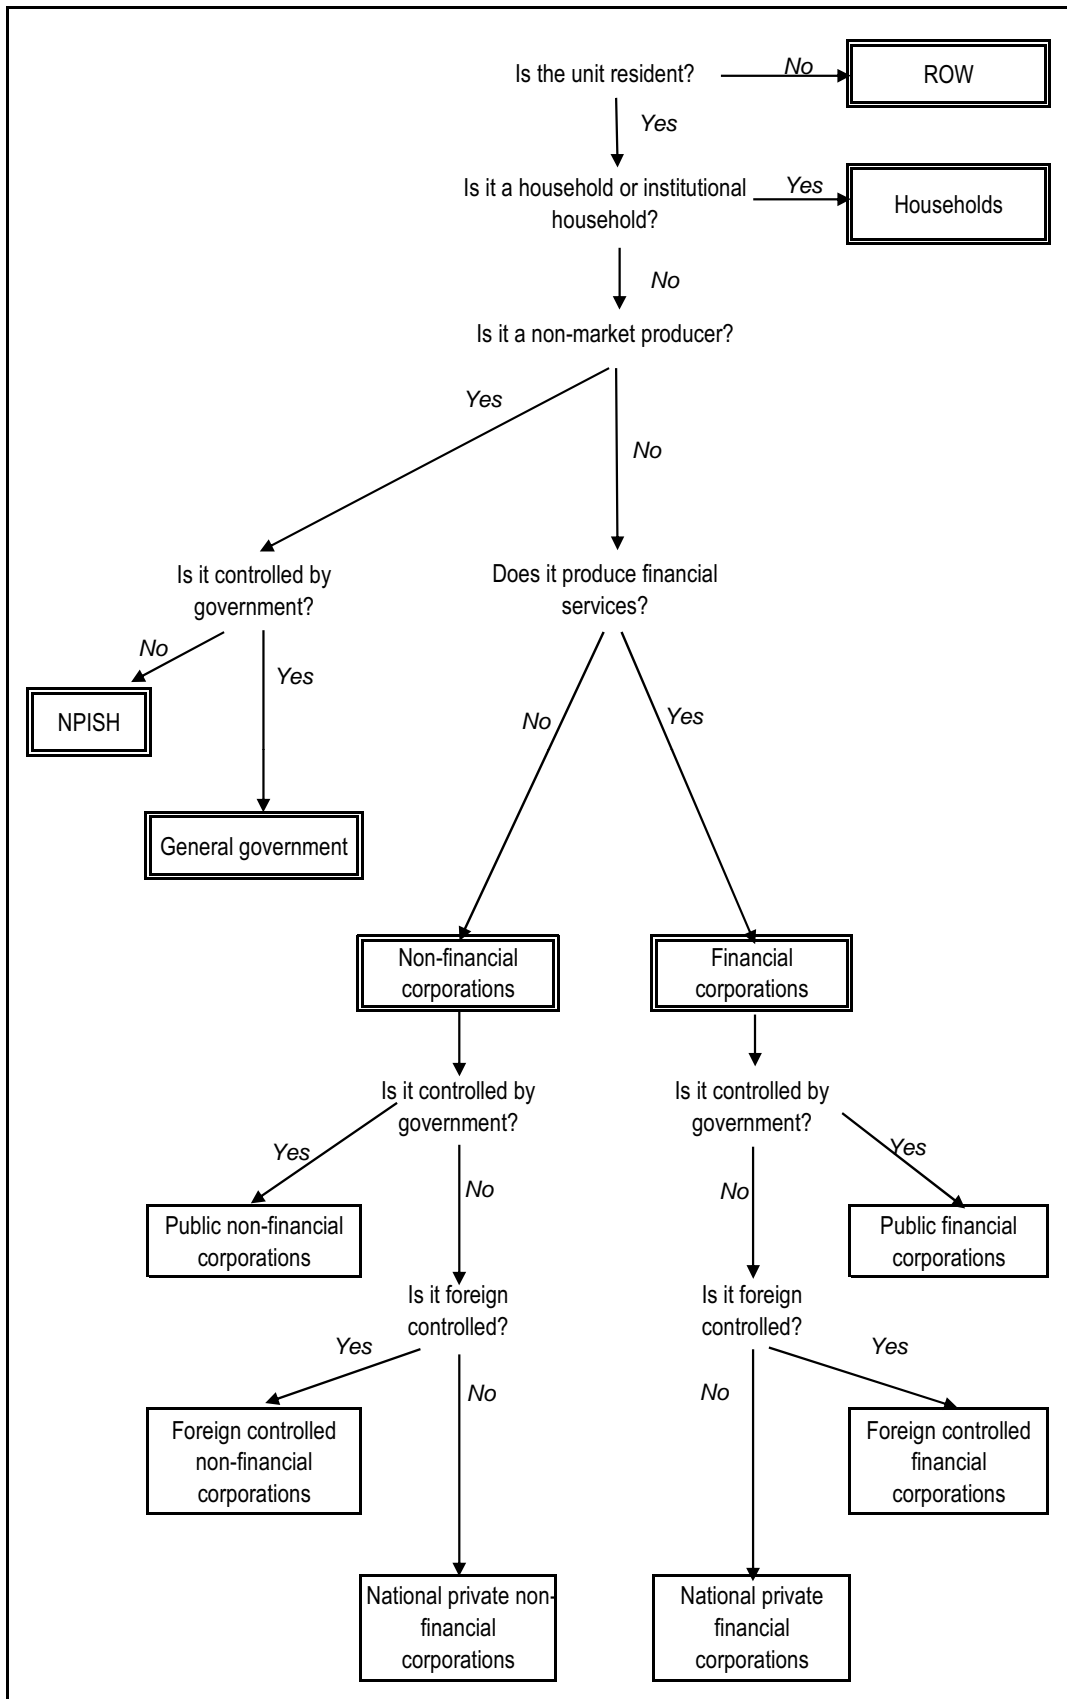 Is the unit resident?
No
ROW
Yes
Is it a household or institutional
household?
Yes
Households
No
Is it a non-market producer?
Yes
No
Is it controlled by
government?
Does it produce financial
services?
No
Yes
NPISH
No
Yes
General government
Non-financial
corporations
Financial
corporations
Is it controlled by
government?
Is it controlled by
government?
Yes
No
No
Yes
Public non-financial
corporations
Public financial
corporations
Is it foreign
controlled?
Is it foreign
controlled?
Yes
No
No
Yes
Foreign controlled
non-financial
corporations
Foreign controlled
financial
corporations
National private non-
financial
corporations
National private
financial
corporations